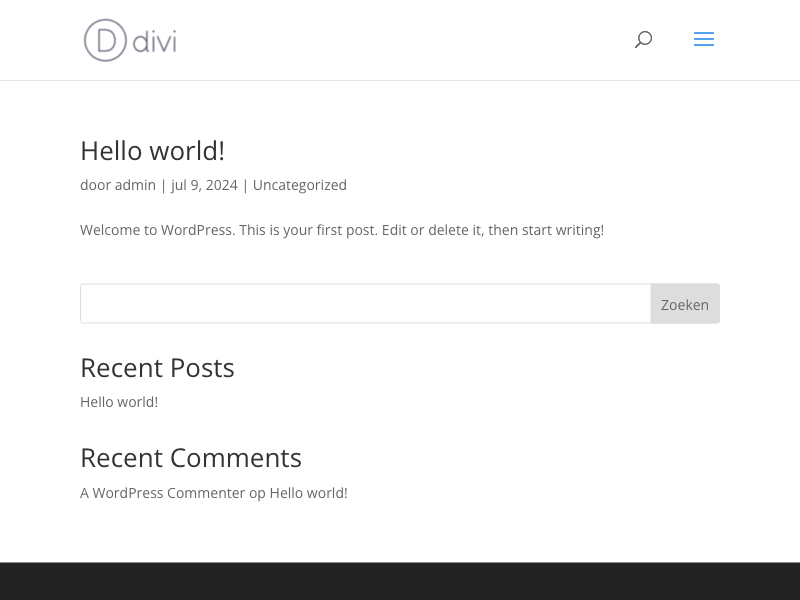 D divi
Hello world!
door admin | jul 9, 2024 | Uncategorized
Welcome to WordPress. This is your first post. Edit or delete it, then start writing!
Zoeken
Recent Posts
Hello world!
Recent Comments
A WordPress Commenter op Hello world!